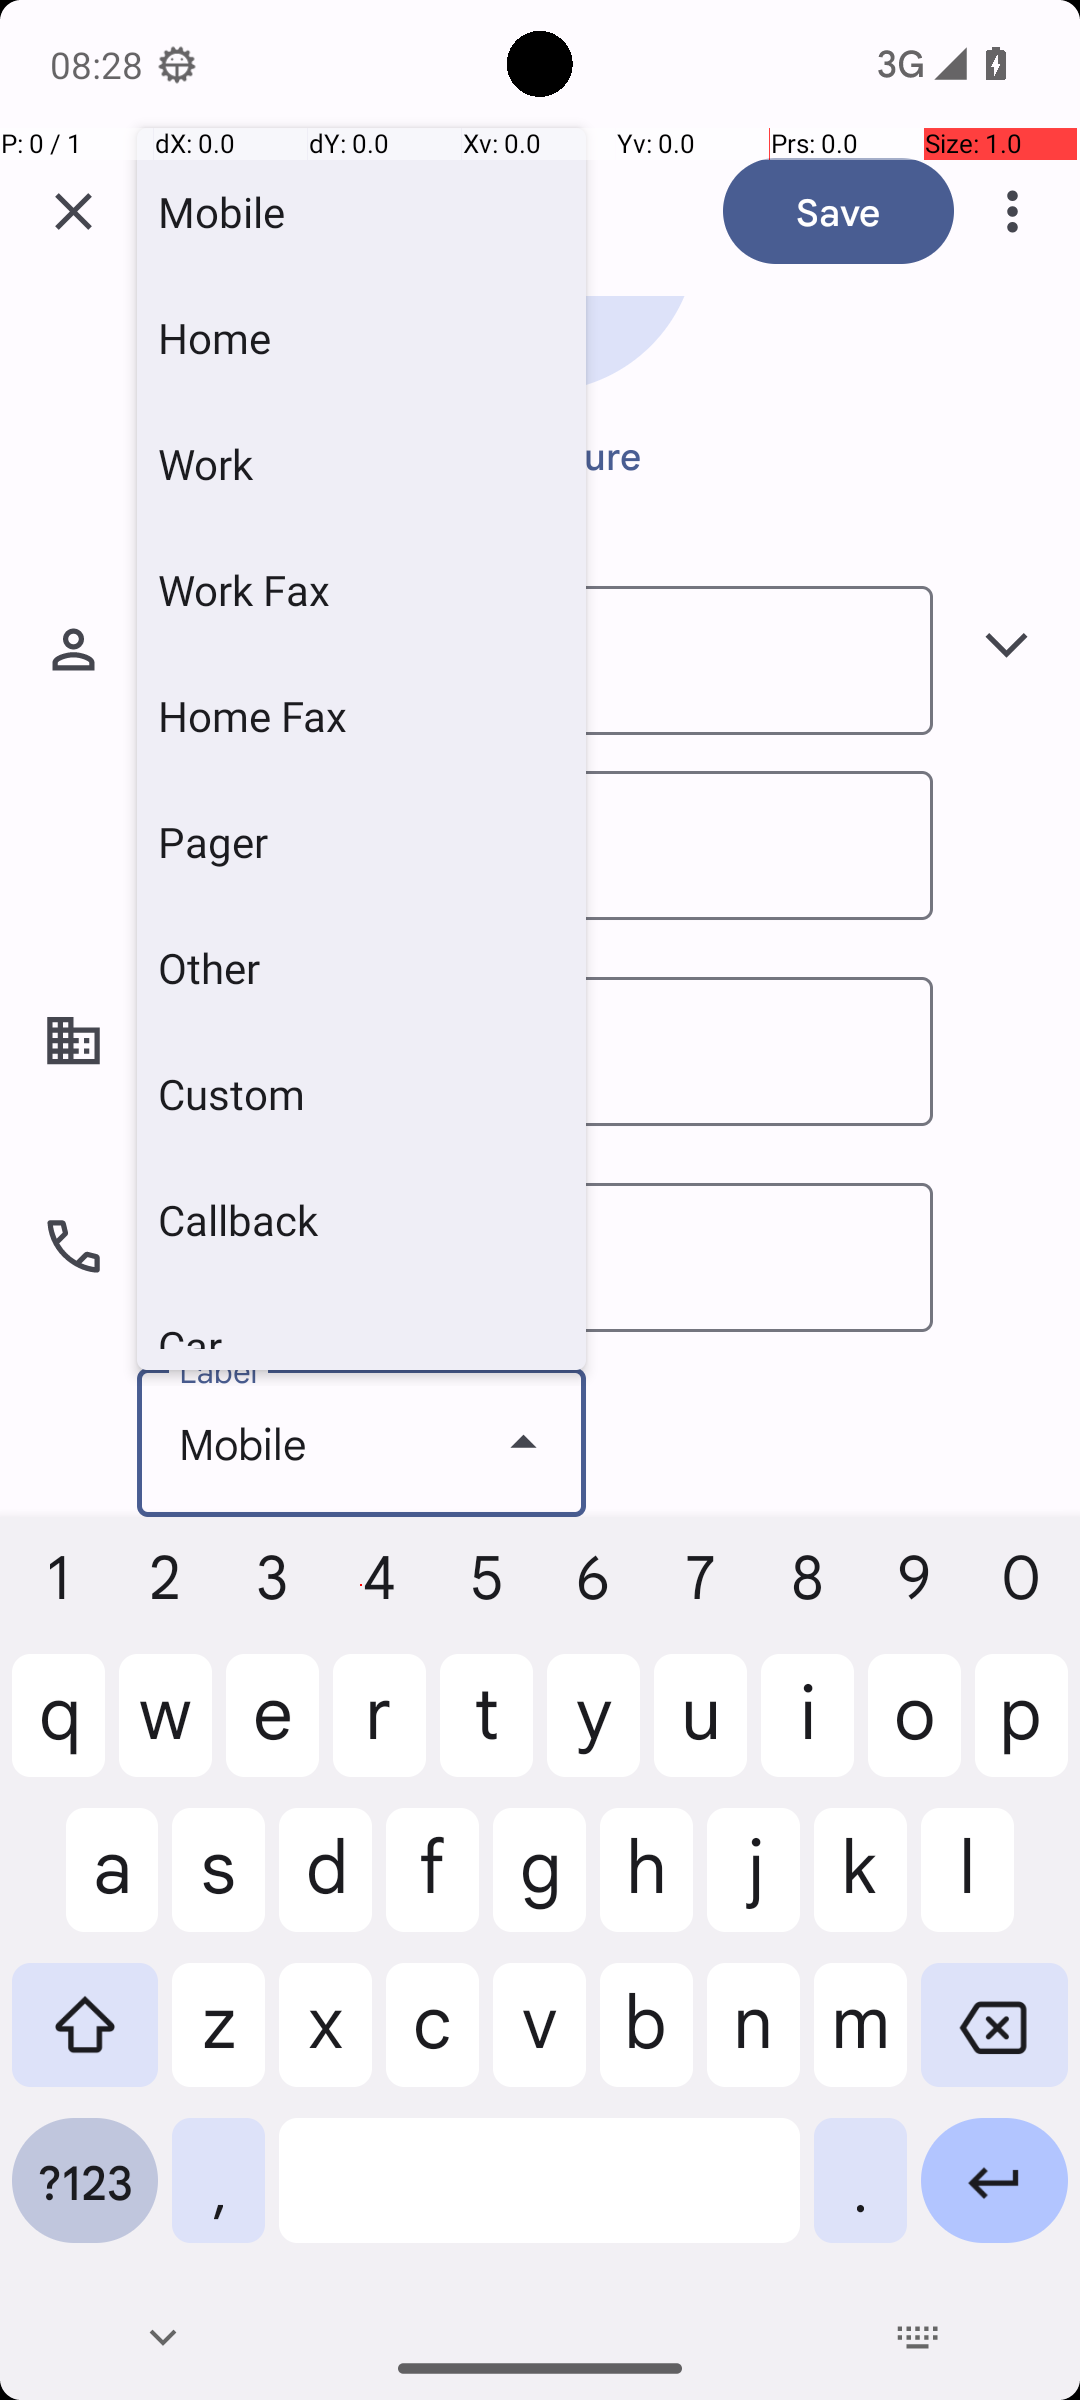 08:28
3G
P: 0 / 1
dX: 0.0
dY: 0.0
Xv: 0.0
Yv: 0.0
Prs: 0.0
Size: 1.0
Mobile
Save
Home
ure
Work
Work Fax
Home Fax
Pager
Other
Custom
Callback
Car
Label
Mobile
1 2 3 4 5 6 7 8 9 0
q w e r t y u i o p
a s d f g h j k l
z x c v b n m
?123 , .